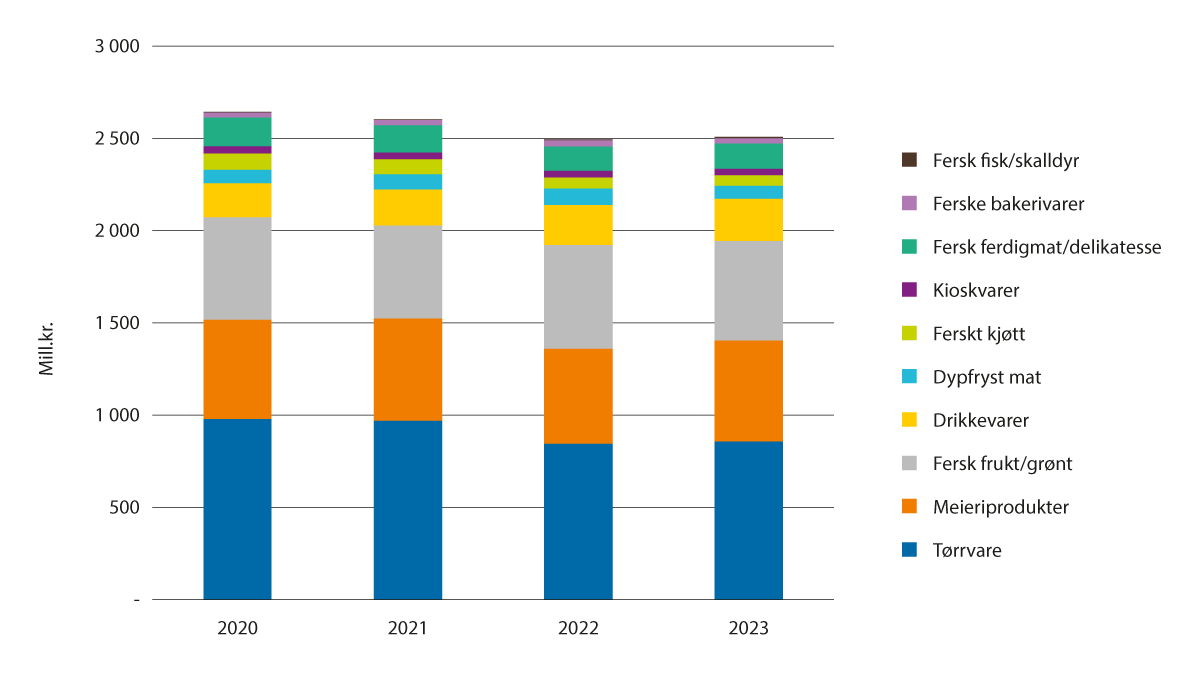 3 000
2 500
2 000
1 500
1 000
500
-
Mill.kr.
2020
2021
2022
2023
Fersk fisk/skalldyr
Ferske bakerivarer
Fersk ferdigmat/delikatesse
Kioskvarer
Ferskt kjøtt
Dypfryst mat
Drikkevarer
Fersk frukt/grønt
Meieriprodukter
Tørrvare